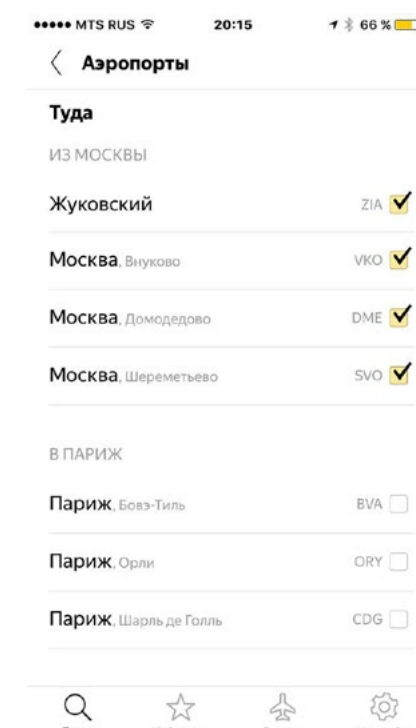 MTS RUS 20:15 66 %
Аэропорты
Туда
ИЗ МОСКВЫ
Жуковский ZIA
Москва, Внуково VKO
Москва, Домодедово DME
Москва, Шереметьево SVO
В ПАРИЖ
Париж, Бовэ-Тиль BVA
Париж, Орли ORY
Париж, Шарль де Голль CDG